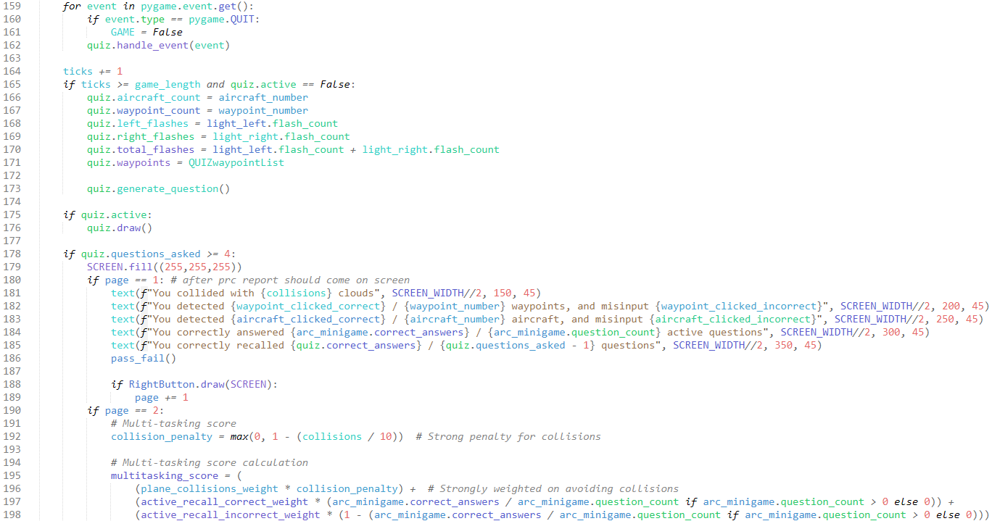 159 for event in pygame.event.get():
160 if event.type == pygame.QUIT:
161 GAME = False
162 quiz.handle_event(event)
163
164 ticks += 1
165 if ticks >= game_length and quiz.active == False:
166 quiz.aircraft_count = aircraft_number
167 quiz.waypoint_count = waypoint_number
168 quiz.left_flashes = light_left.flash_count
169 quiz.right_flashes = light_right.flash_count
170 quiz.total_flashes = light_left.flash_count + light_right.flash_count
171 quiz.waypoints = QUIZwaypointList
172
173 quiz.generate_question()
174
175 if quiz.active:
176 quiz.draw()
177
178 if quiz.questions_asked >= 4:
179 SCREEN.fill((255,255,255))
180 if page == 1: # after prc report should come on screen
181 text(f"You collided with {collisions} clouds", SCREEN_WIDTH//2, 150, 45)
182 text(f"You detected {waypoint_clicked_correct} / {waypoint_number} waypoints, and misinput {waypoint_clicked_incorrect}", SCREEN_WIDTH//2, 200, 45)
183 text(f"You detected {aircraft_clicked_correct} / {aircraft_number} aircraft, and misinput {aircraft_clicked_incorrect}", SCREEN_WIDTH//2, 250, 45)
184 text(f"You correctly answered {arc_minigame.correct_answers} / {arc_minigame.question_count} active questions", SCREEN_WIDTH//2, 300, 45)
185 text(f"You correctly recalled {quiz.correct_answers} / {quiz.questions_asked - 1} questions", SCREEN_WIDTH//2, 350, 45)
186 pass_fail()
187
188 if RightButton.draw(SCREEN):
189 page += 1
190 if page == 2:
191 # Multi-tasking score
192 collision_penalty = max(0, 1 - (collisions / 10)) # Strong penalty for collisions
193
194 # Multi-tasking score calculation
195 multitasking_score = (
196 (plane_collisions_weight * collision_penalty) + # Strongly weighted on avoiding collisions
197 (active_recall_correct_weight * (arc_minigame.correct_answers / arc_minigame.question_count if arc_minigame.question_count > 0 else 0)) +
198 (active_recall_incorrect_weight * (1 - (arc_minigame.correct_answers / arc_minigame.question_count if arc_minigame.question_count > 0 else 0)))